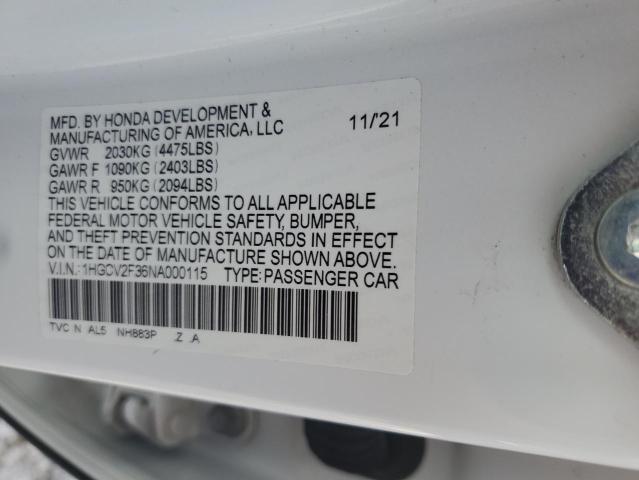 MFD. BY HONDA DEVELOPMENT & MANUFACTURING OF AMERICA, LLC 11/'21
GVWR 2030KG (4475LBS)
GAWR F 1090KG (2403LBS)
GAWR R 950KG (2094LBS)
THIS VEHICLE CONFORMS TO ALL APPLICABLE
FEDERAL MOTOR VEHICLE SAFETY, BUMPER,
AND THEFT PREVENTION STANDARDS IN EFFECT
ON THE DATE OF MANUFACTURE SHOWN ABOVE.
V.I.N.: 1HGCV2F36NA000115 TYPE: PASSENGER CAR
TVC N AL5 NH883P Z A